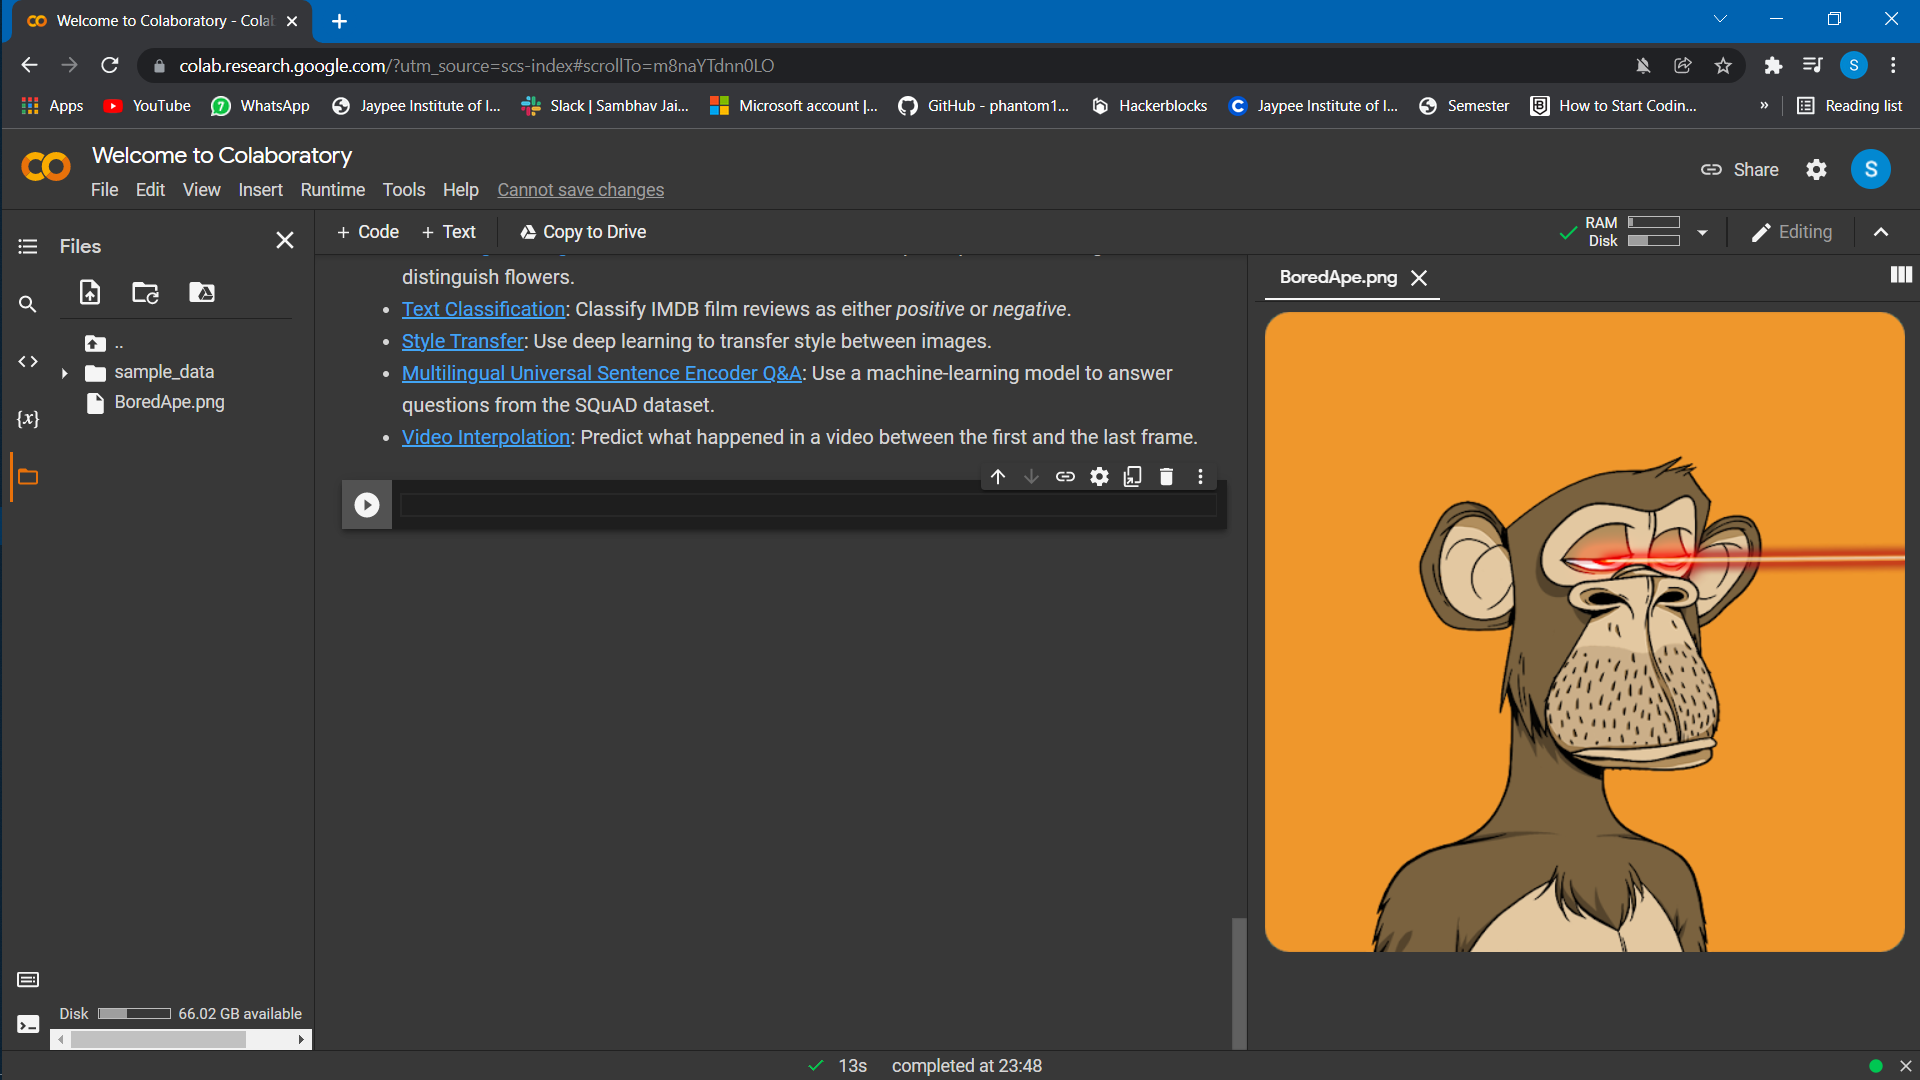 Welcome to Colaboratory - Cola
colab.research.google.com/?utm_source=scs-index#scrollTo=m8naYTdnn0LO
S
Apps
YouTube
7
WhatsApp
Jaypee Institute of I...
Slack | Sambhav Jai...
Microsoft account |...
GitHub - phantom1...
Hackerblocks
C
Jaypee Institute of I...
Semester
How to Start Codin...
»
Reading list
Welcome to Colaboratory
File Edit View Insert Runtime Tools Help Cannot save changes
Share
S
+ Code + Text
Copy to Drive
RAM
Disk
Editing
Files
..
sample_data
BoredApe.png
{x}
distinguish flowers.
• Text Classification: Classify IMDB film reviews as either positive or negative.
• Style Transfer: Use deep learning to transfer style between images.
• Multilingual Universal Sentence Encoder Q&A: Use a machine-learning model to answer
questions from the SQuAD dataset.
• Video Interpolation: Predict what happened in a video between the first and the last frame.
BoredApe.png
Disk 66.02 GB available
13s completed at 23:48